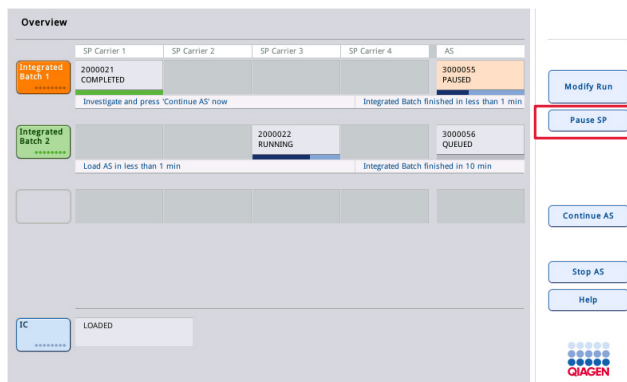 Overview
SP Carrier 1 SP Carrier 2 SP Carrier 3 SP Carrier 4 AS
Integrated Batch 1
2000021
COMPLETED
3000055
PAUSED
Investigate and press 'Continue AS' now
Integrated Batch finished in less than 1 min
Integrated Batch 2
2000022
RUNNING
3000056
QUEUED
Load AS in less than 1 min
Integrated Batch finished in 10 min
IC
LOADED
Modify Run
Pause SP
Continue AS
Stop AS
Help
QIAGEN